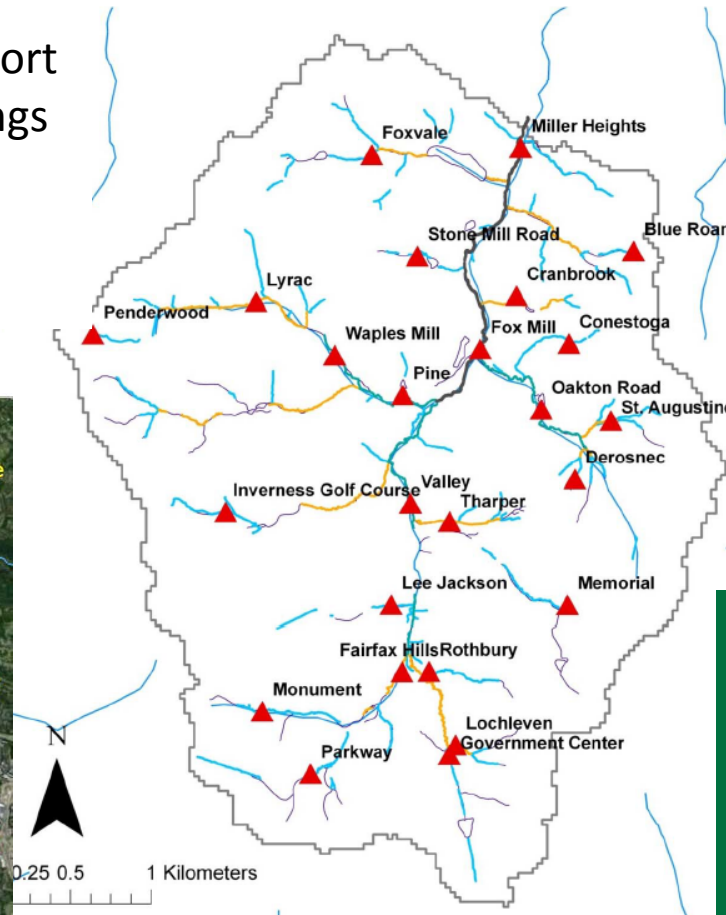 ort
ngs
Foxvale
Miller Heights
Stone Mill Road
Blue Roan
Lyrac
Cranbrook
Penderwood
Waples Mill
Fox Mill
Conestoga
Pine
Oakton Road
St. Augustine
e
Derosnec
Inverness Golf Course
Valley
Tharper
Lee Jackson
Memorial
Fairfax Hills
Rothbury
Monument
Lochleven
N
Parkway
Government Center
0.25 0.5
1 Kilometers